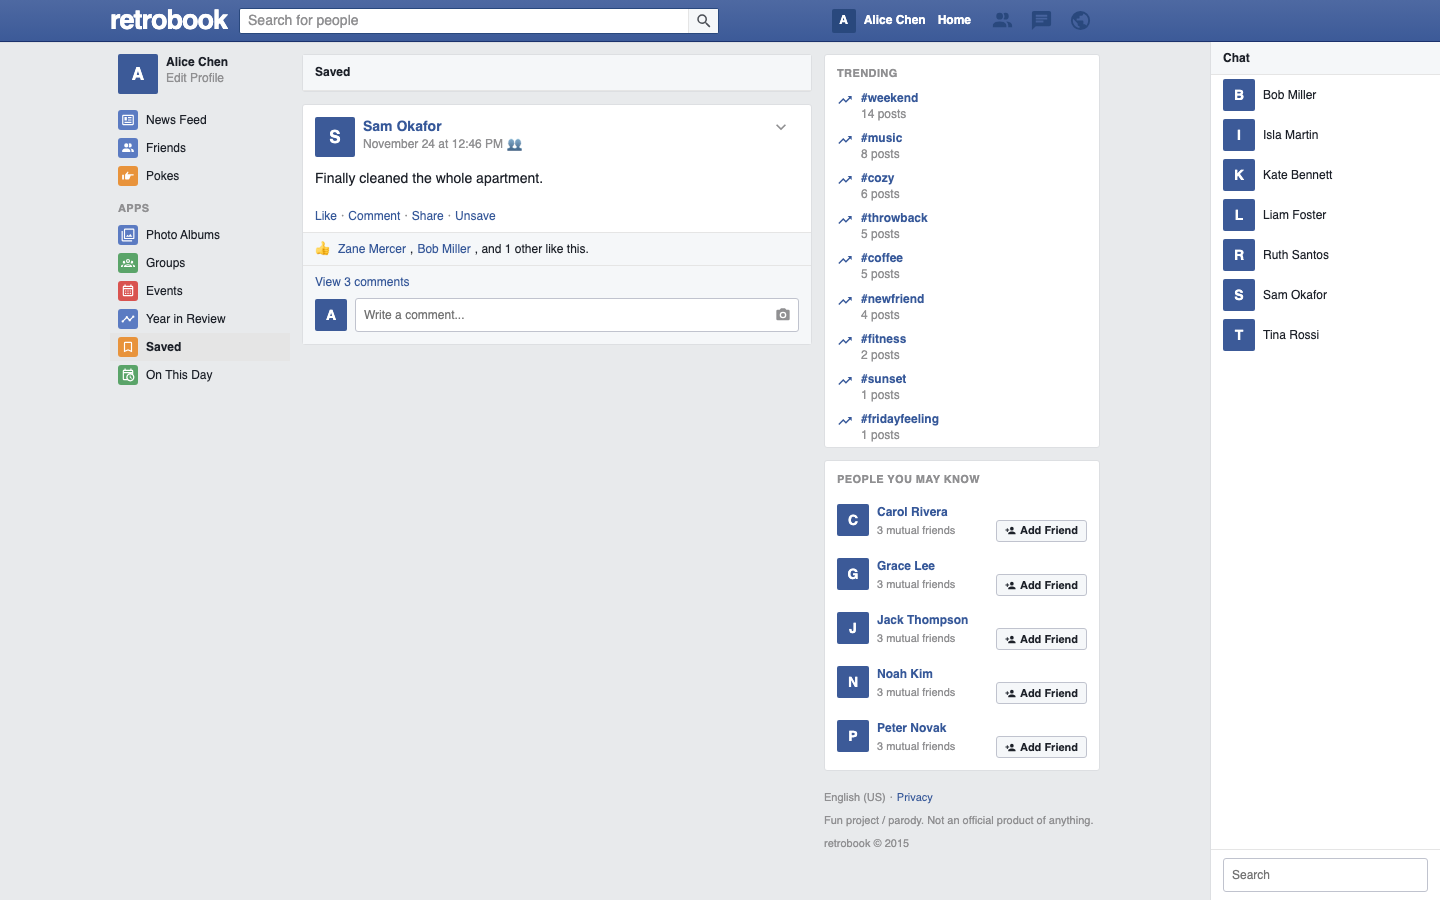 retrobook
Search for people
A Alice Chen Home
A Alice Chen
Edit Profile
News Feed
Friends
Pokes
APPS
Photo Albums
Groups
Events
Year in Review
Saved
On This Day
Saved
S Sam Okafor
November 24 at 12:46 PM
Finally cleaned the whole apartment.
Like · Comment · Share · Unsave
Zane Mercer , Bob Miller , and 1 other like this.
View 3 comments
A Write a comment...
TRENDING
#weekend
14 posts
#music
8 posts
#cozy
6 posts
#throwback
5 posts
#coffee
5 posts
#newfriend
4 posts
#fitness
2 posts
#sunset
1 posts
#fridayfeeling
1 posts
PEOPLE YOU MAY KNOW
C Carol Rivera
3 mutual friends
Add Friend
G Grace Lee
3 mutual friends
Add Friend
J Jack Thompson
3 mutual friends
Add Friend
N Noah Kim
3 mutual friends
Add Friend
P Peter Novak
3 mutual friends
Add Friend
English (US) · Privacy
Fun project / parody. Not an official product of anything.
retrobook © 2015
Chat
B Bob Miller
I Isla Martin
K Kate Bennett
L Liam Foster
R Ruth Santos
S Sam Okafor
T Tina Rossi
Search